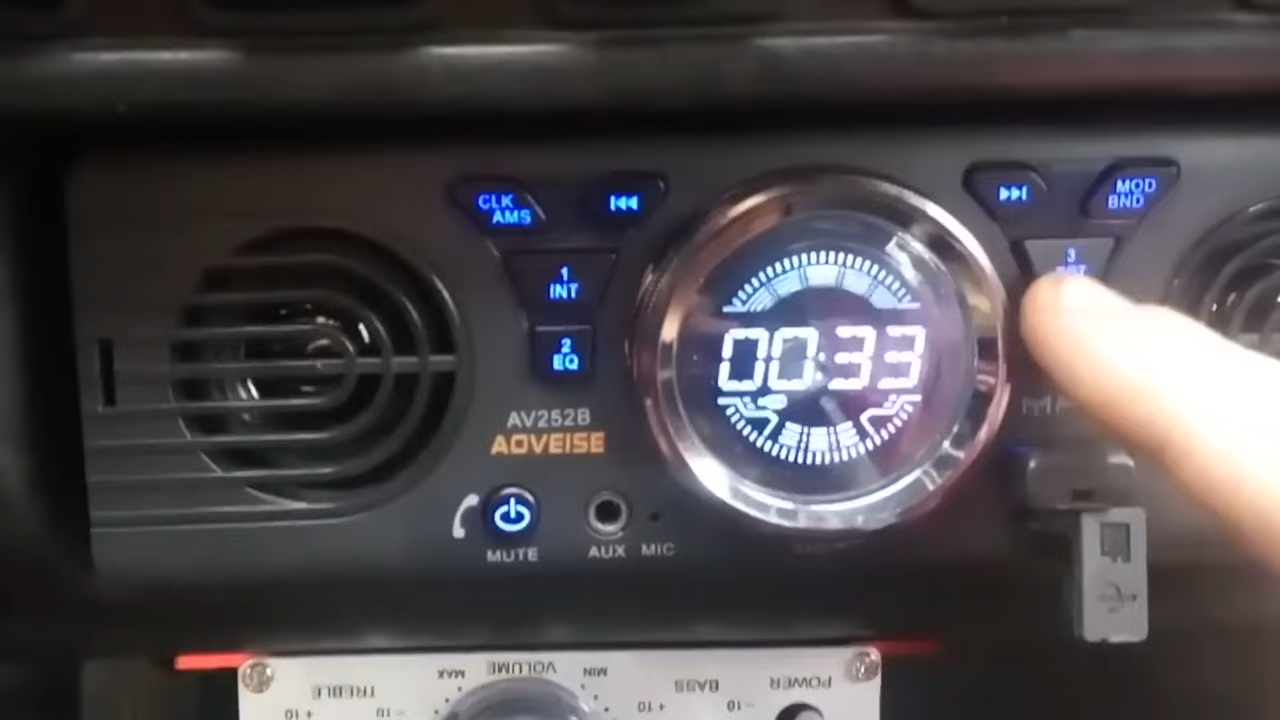 CLK
AMS
MOD
BND
1
INT
3
2
EQ
00:33
AV252B
AOVEISE
MUTE
AUX
MIC
MAX
VOLUME
MIN
TREBLE
BASS
POWER
10 +
- 10
10 +
- 10